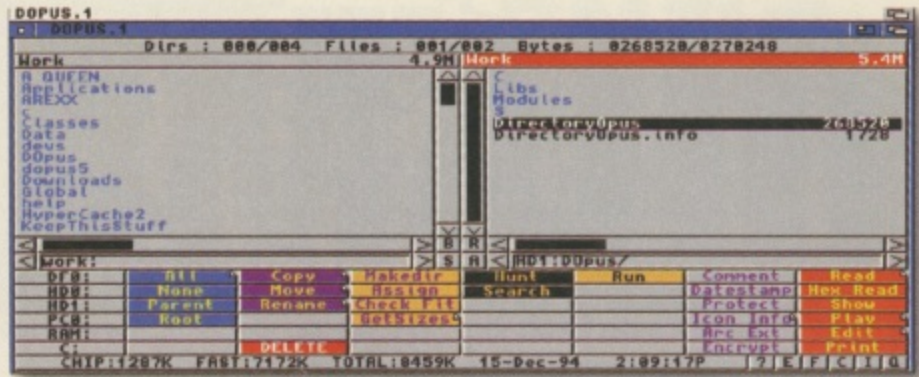 DOPUS.1
DOPUS.1
Dirs : 000/004 Files : 001/002 Bytes : 0268520/0270248
Work 4.9M Work 5.4M
A QUEEN
Applications
AREXX
c
Classes
Data
devs
DOpus
dopus5
Downloads
Global
help
HyperCache2
KeepThisStuff
C
Libs
Modules
S
DirectoryOpus 268520
DirectoryOpus.info 1728
B R
S A
Work: HD1:DOpus/
DF0: All Copy Makedir Hunt Run Comment Read
HD0: None Move Assign Search Datestamp Hex Read
HD1: Parent Rename Check Fit Protect Show
PC0: Root GetSizes Icon Info Play
RAM: Arc Ext Edit
C: DELETE Encrypt Print
CHIP:1287K FAST:7172K TOTAL:8459K 15-Dec-94 2:09:17P ? E F C I Q